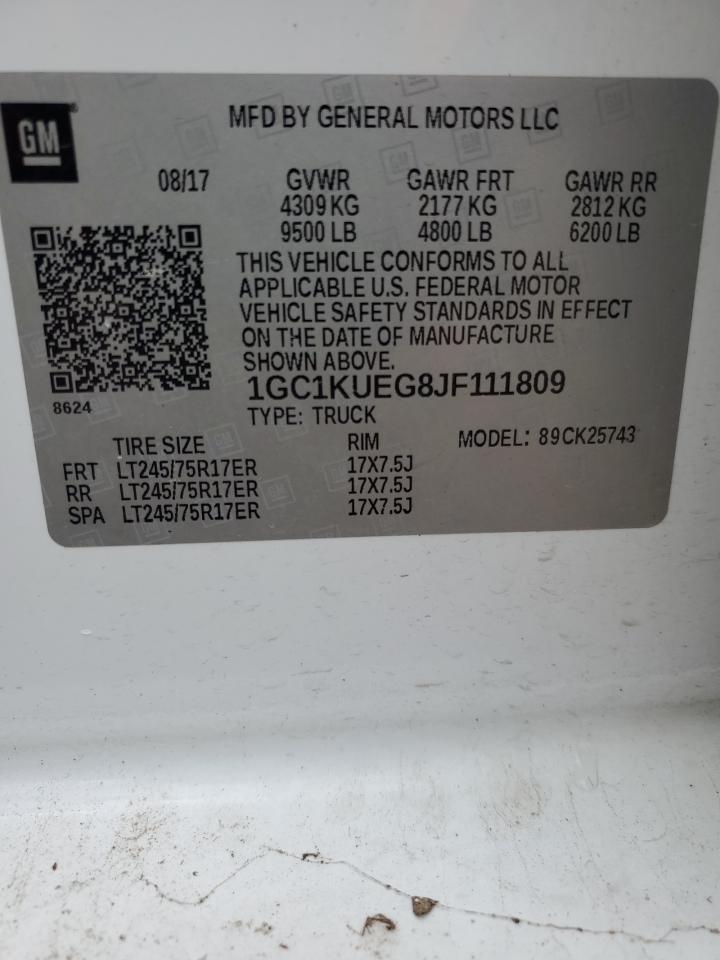 GM
MFD BY GENERAL MOTORS LLC
08/17 GVWR GAWR FRT GAWR RR
4309 KG 2177 KG 2812 KG
9500 LB 4800 LB 6200 LB
THIS VEHICLE CONFORMS TO ALL
APPLICABLE U.S. FEDERAL MOTOR
VEHICLE SAFETY STANDARDS IN EFFECT
ON THE DATE OF MANUFACTURE
SHOWN ABOVE.
1GC1KUEG8JF111809
8624
TYPE: TRUCK
TIRE SIZE RIM MODEL: 89CK25743
FRT LT245/75R17ER 17X7.5J
RR LT245/75R17ER 17X7.5J
SPA LT245/75R17ER 17X7.5J